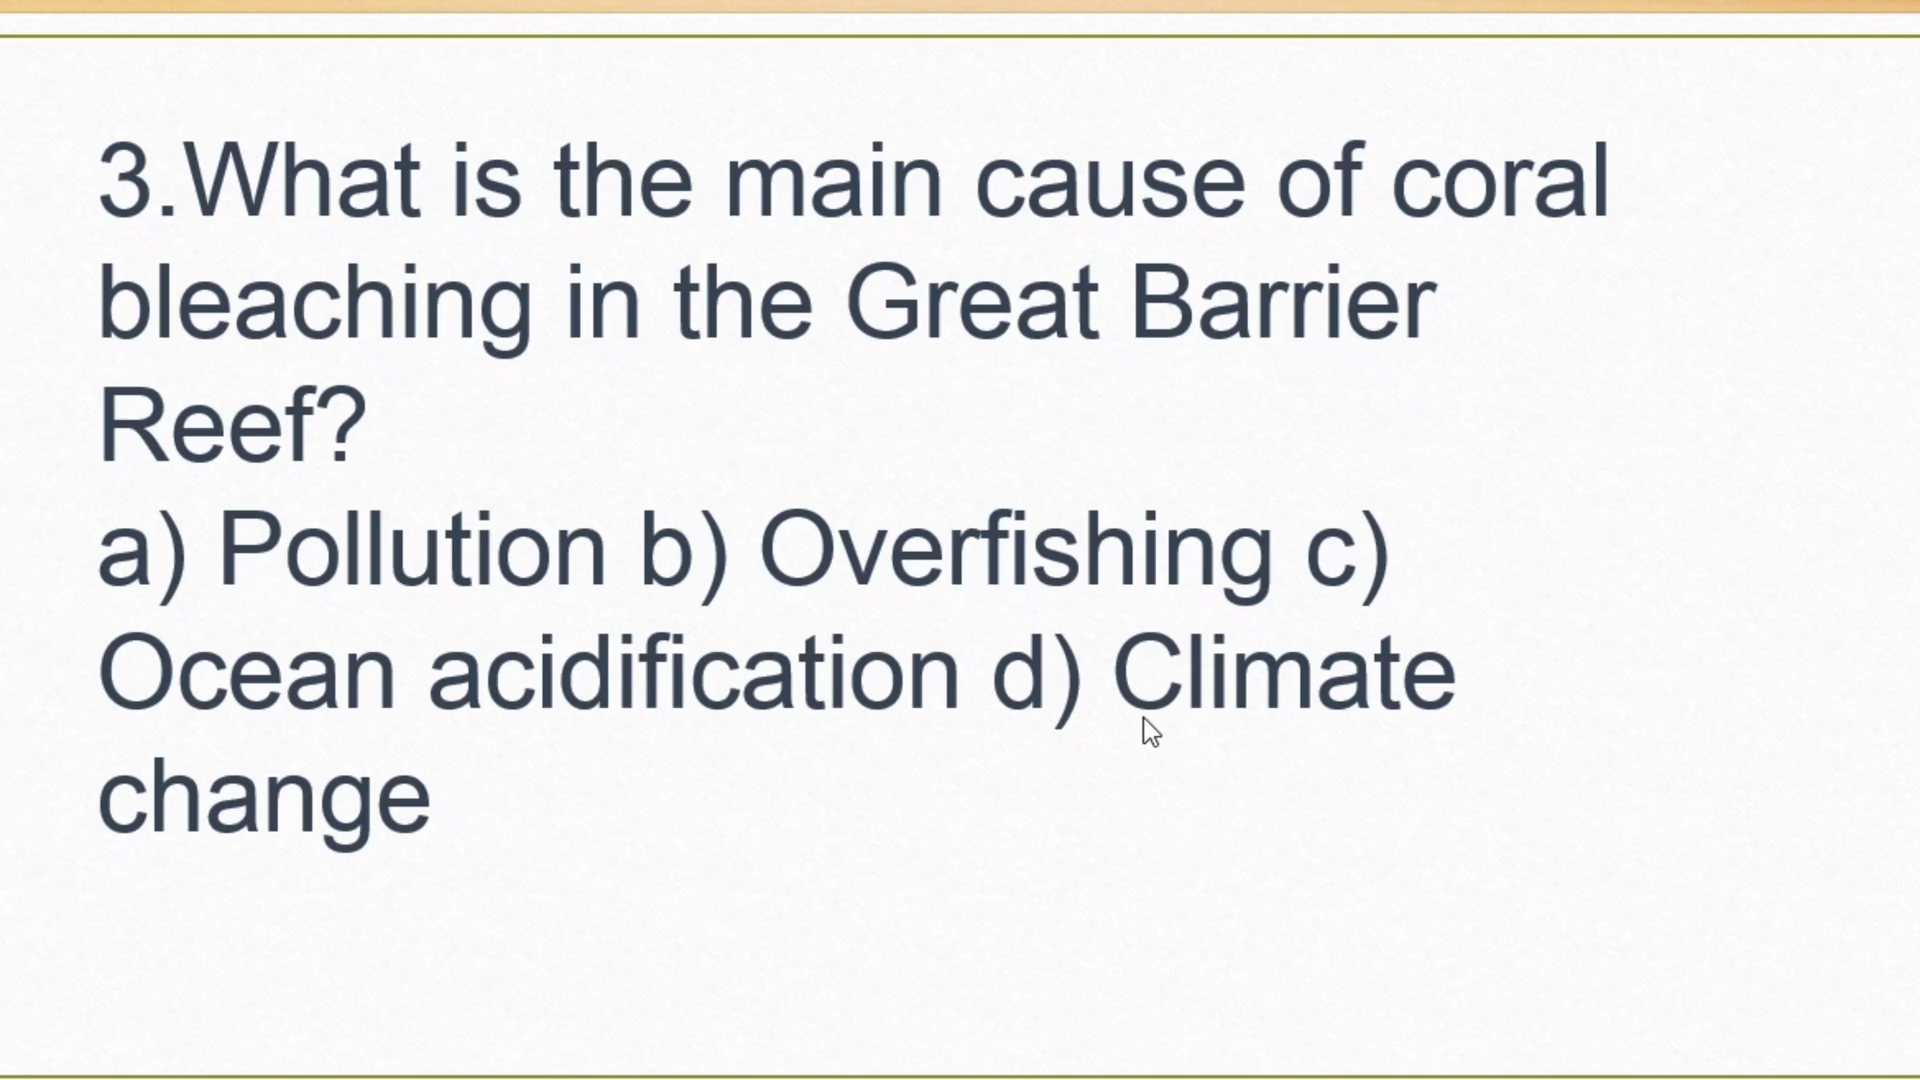 3.What is the main cause of coral
bleaching in the Great Barrier
Reef?
a) Pollution b) Overfishing c)
Ocean acidification d) Climate
change